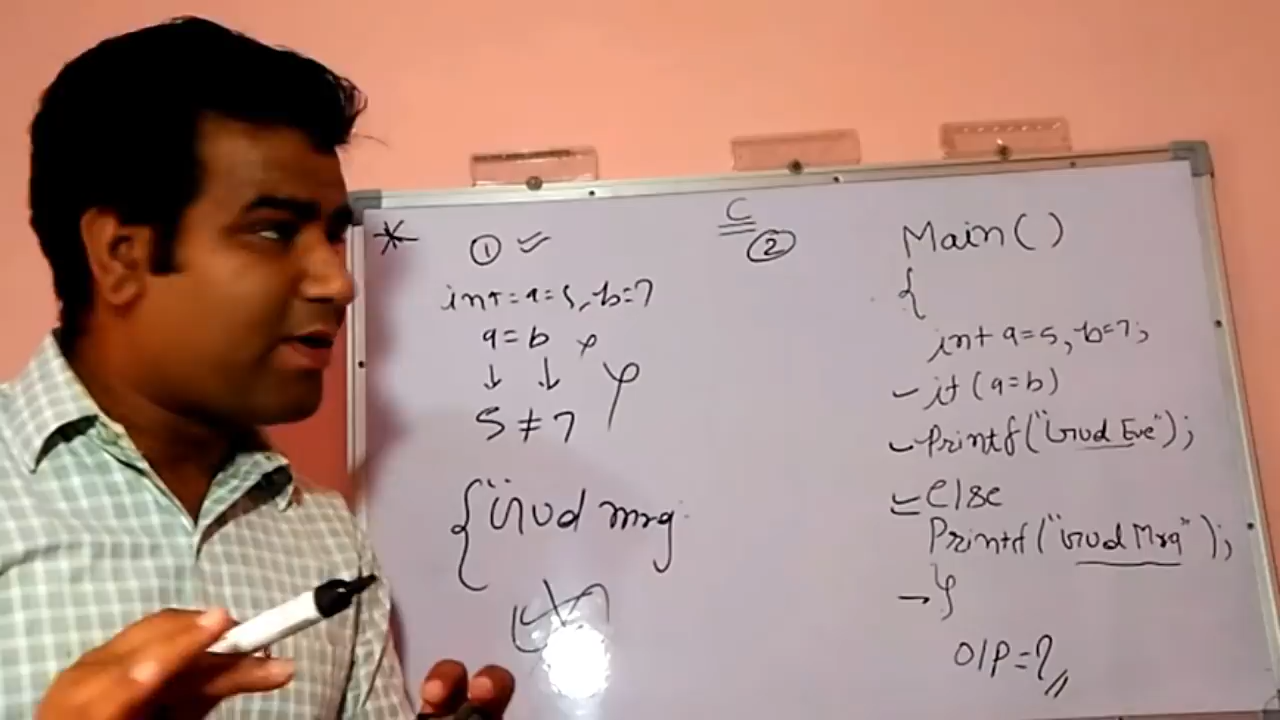 * ① C ②
int=a=5, b=7
a=b
↓ ↓
5≠7
{"Gud mrg
Main()
{
int a=5, b=7;
- if (a=b)
- Printf("Gud Eve");
= Else
Printf("Gud Mrg");
- }
O/P=?